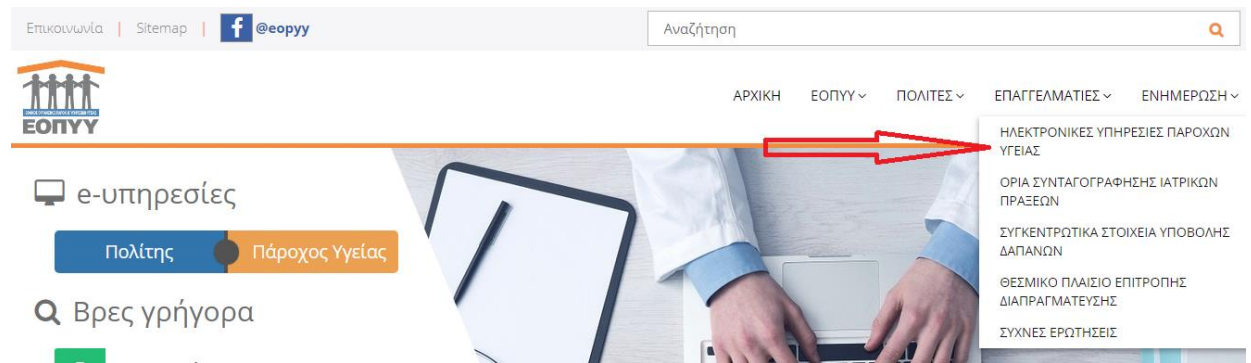 Επικοινωνία | Sitemap | f @eopyy
Αναζήτηση
ΕΟΠΥΥ
ΑΡΧΙΚΗ ΕΟΠΥΥ ΠΟΛΙΤΕΣ ΕΠΑΓΓΕΛΜΑΤΙΕΣ ΕΝΗΜΕΡΩΣΗ
ΗΛΕΚΤΡΟΝΙΚΕΣ ΥΠΗΡΕΣΙΕΣ ΠΑΡΟΧΩΝ
ΥΓΕΙΑΣ
ΟΡΙΑ ΣΥΝΤΑΓΟΓΡΑΦΗΣΗΣ ΙΑΤΡΙΚΩΝ
ΠΡΑΞΕΩΝ
ΣΥΓΚΕΝΤΡΩΤΙΚΑ ΣΤΟΙΧΕΙΑ ΥΠΟΒΟΛΗΣ
ΔΑΠΑΝΩΝ
ΘΕΣΜΙΚΟ ΠΛΑΙΣΙΟ ΕΠΙΤΡΟΠΗΣ
ΔΙΑΠΡΑΓΜΑΤΕΥΣΗΣ
ΣΥΧΝΕΣ ΕΡΩΤΗΣΕΙΣ
e-υπηρεσίες
Πολίτης Πάροχος Υγείας
Βρες γρήγορα